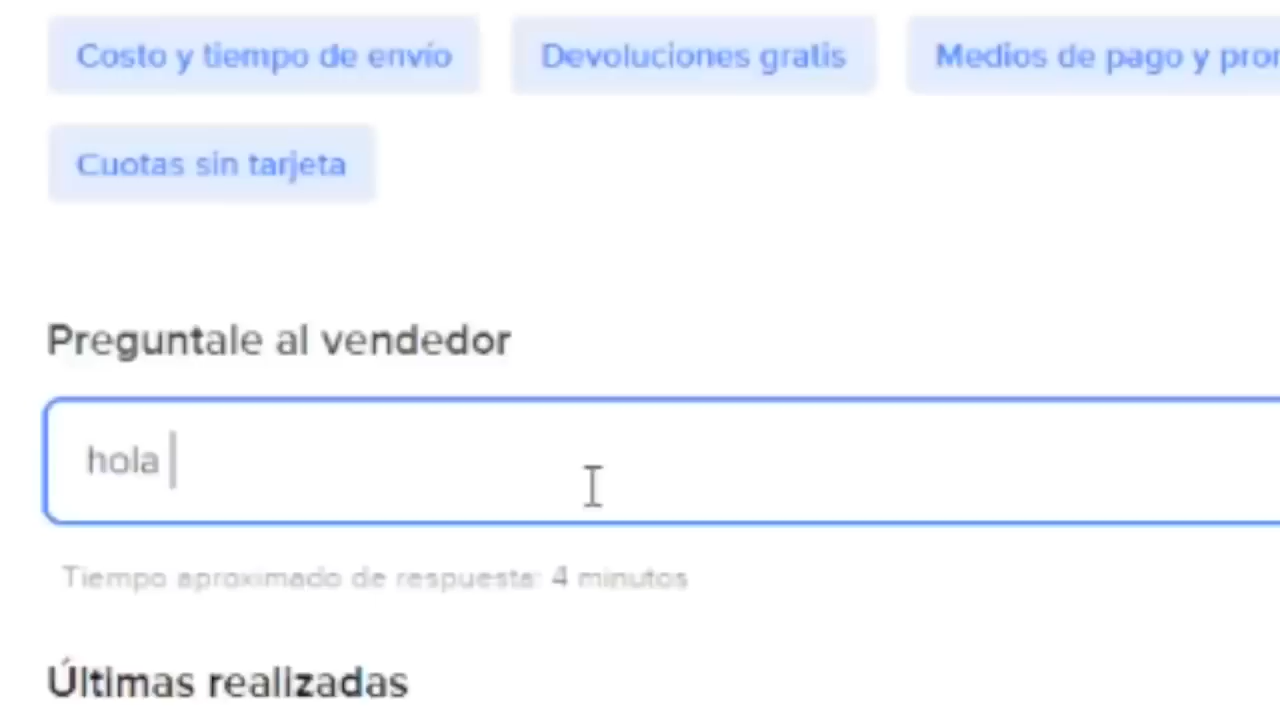 Costo y tiempo de envío Devoluciones gratis Medios de pago y
Cuotas sin tarjeta
Preguntale al vendedor
hola
Tiempo aproximado de respuesta: 4 minutos
Últimas realizadas